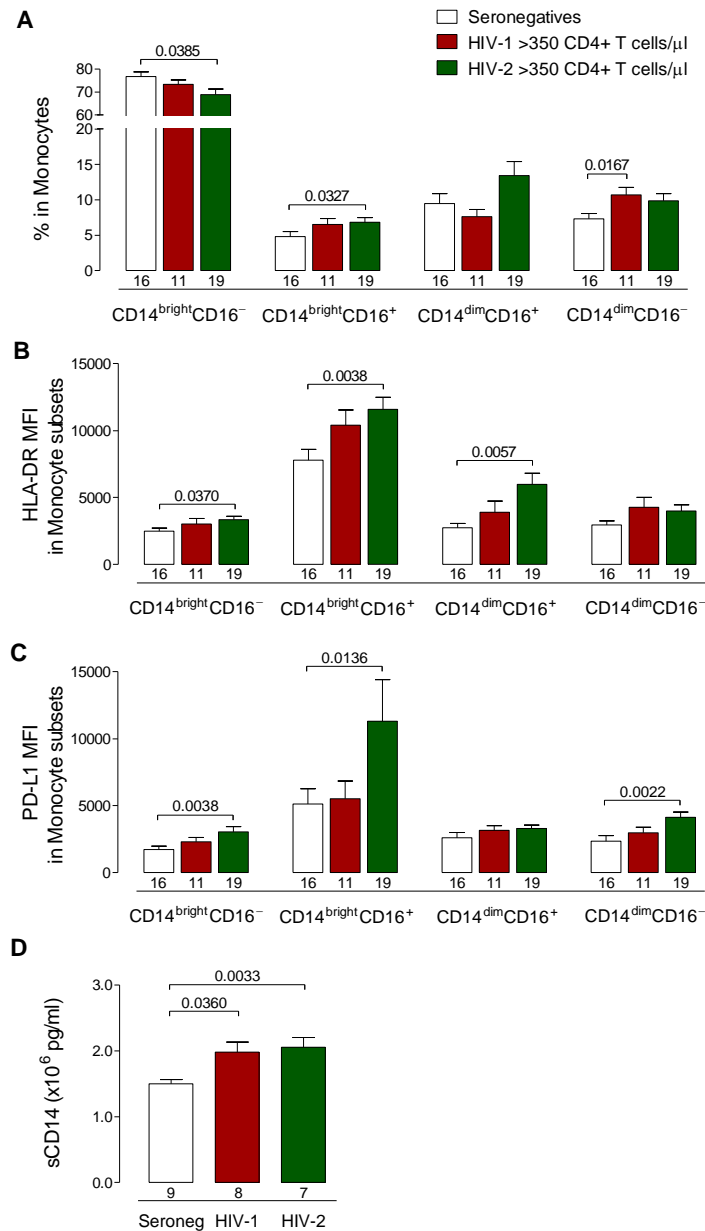 A
Seronegatives
HIV-1 >350 CD4+ T cells/μl
HIV-2 >350 CD4+ T cells/μl
% in Monocytes
80
70
60
20
15
10
5
0
0.0385
0.0327
0.0167
16 11 19 16 11 19 16 11 19 16 11 19
CD14brightCD16− CD14brightCD16+ CD14dimCD16+ CD14dimCD16−
B
HLA-DR MFI
in Monocyte subsets
15000
10000
5000
0
0.0370
0.0038
0.0057
16 11 19 16 11 19 16 11 19 16 11 19
CD14brightCD16− CD14brightCD16+ CD14dimCD16+ CD14dimCD16−
C
PD-L1 MFI
in Monocyte subsets
15000
10000
5000
0
0.0038
0.0136
0.0022
16 11 19 16 11 19 16 11 19 16 11 19
CD14brightCD16− CD14brightCD16+ CD14dimCD16+ CD14dimCD16−
D
sCD14 (x10^6 pg/ml)
3.0
2.0
1.0
0.0
0.0033
0.0360
9 8 7
Seroneg HIV-1 HIV-2